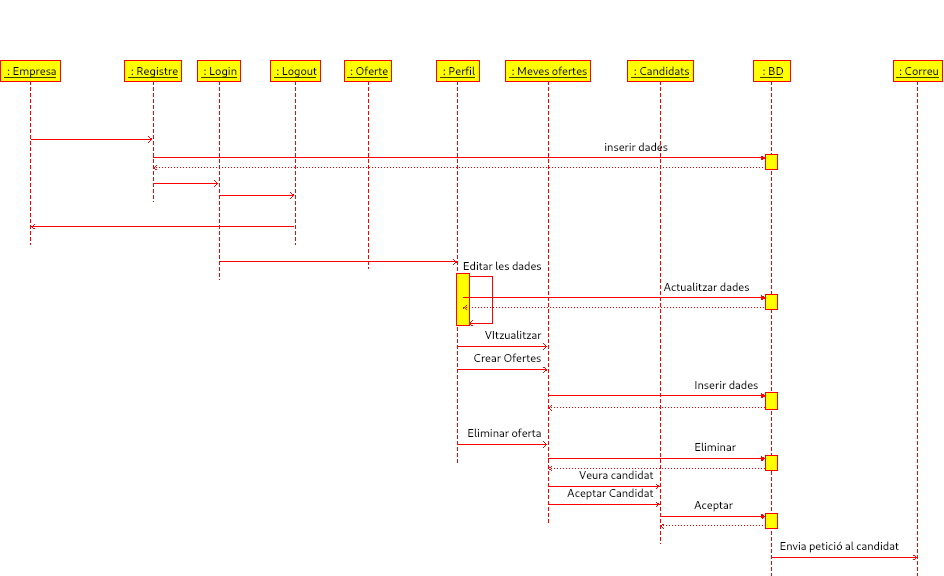 : Empresa
: Registre
: Login
: Logout
: Oferte
: Perfil
: Meves ofertes
: Candidats
: BD
: Correu
inserir dades
Editar les dades
Actualitzar dades
VItzualitzar
Crear Ofertes
Inserir dades
Eliminar oferta
Eliminar
Veura candidat
Aceptar Candidat
Aceptar
Envia petició al candidat